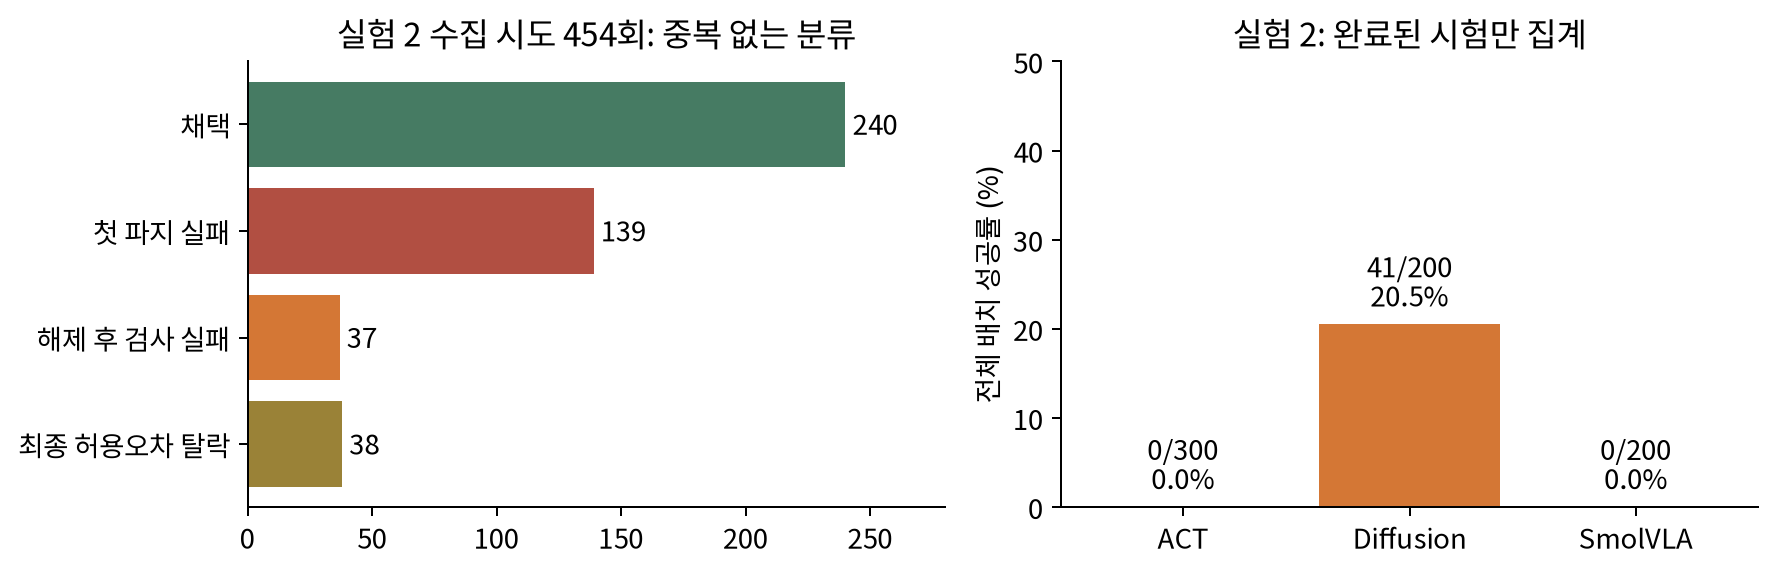 실험 2 수집 시도 454회: 중복 없는 분류
채택
240
첫 파지 실패
139
해제 후 검사 실패
37
최종 허용오차 탈락
38
0
50
100
150
200
250
실험 2: 완료된 시험만 집계
전체 배치 성공률 (%)
50
40
30
20
10
0
0/300
0.0%
41/200
20.5%
0/200
0.0%
ACT
Diffusion
SmolVLA